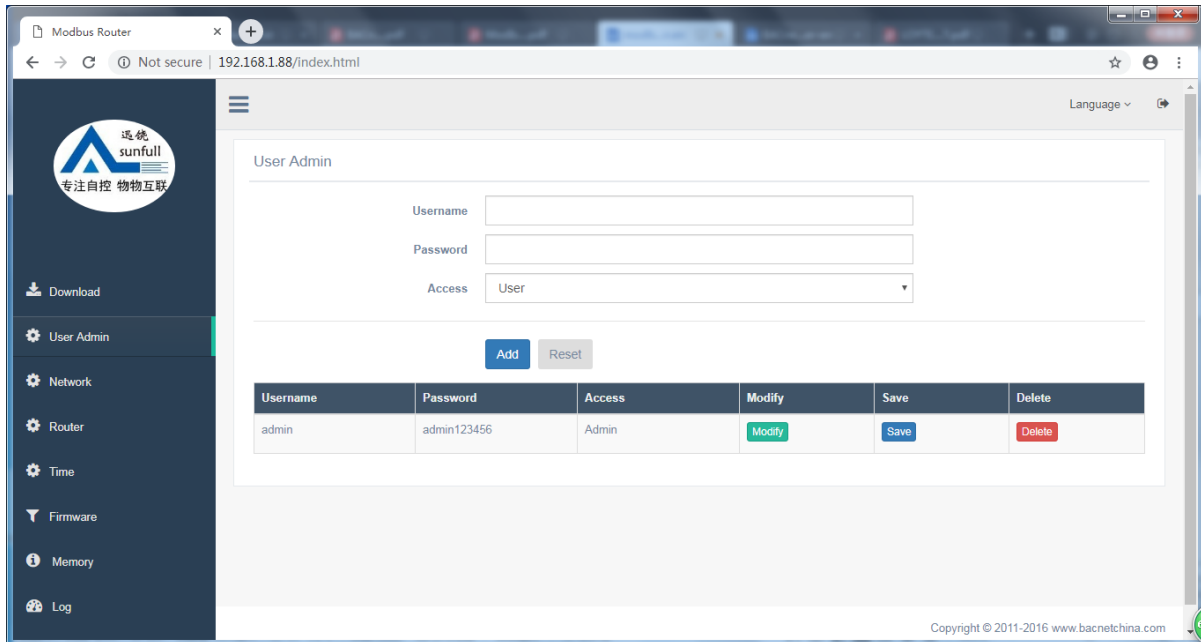 Modbus Router
Not secure | 192.168.1.88/index.html
迅饶
sunfull
专注自控 物物互联
Language
User Admin
Username
Password
Access User
Add Reset
Username Password Access Modify Save Delete
admin admin123456 Admin Modify Save Delete
Download
User Admin
Network
Router
Time
Firmware
Memory
Log
Copyright © 2011-2016 www.bacnetchina.com